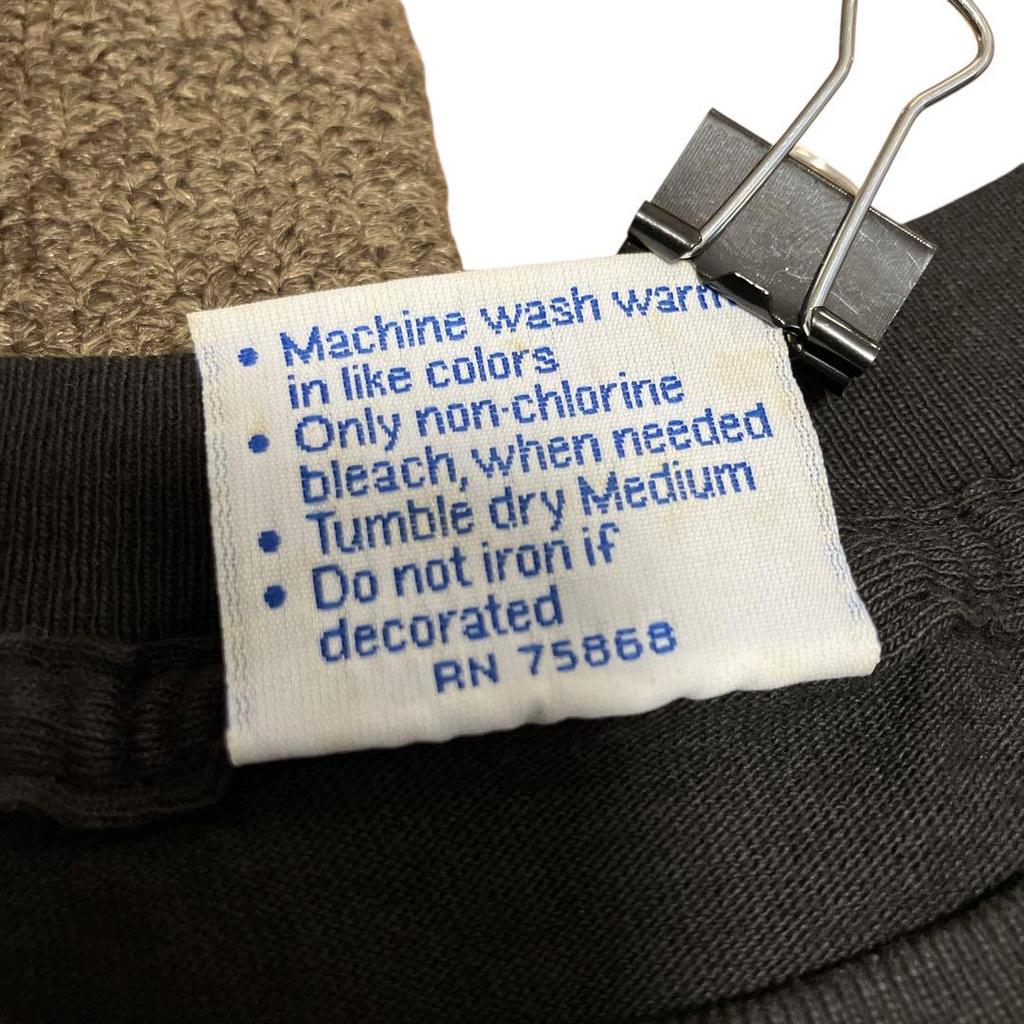 • Machine wash warm
in like colors
• Only non-chlorine
bleach, when needed
• Tumble dry Medium
• Do not iron if
decorated
RN 75868